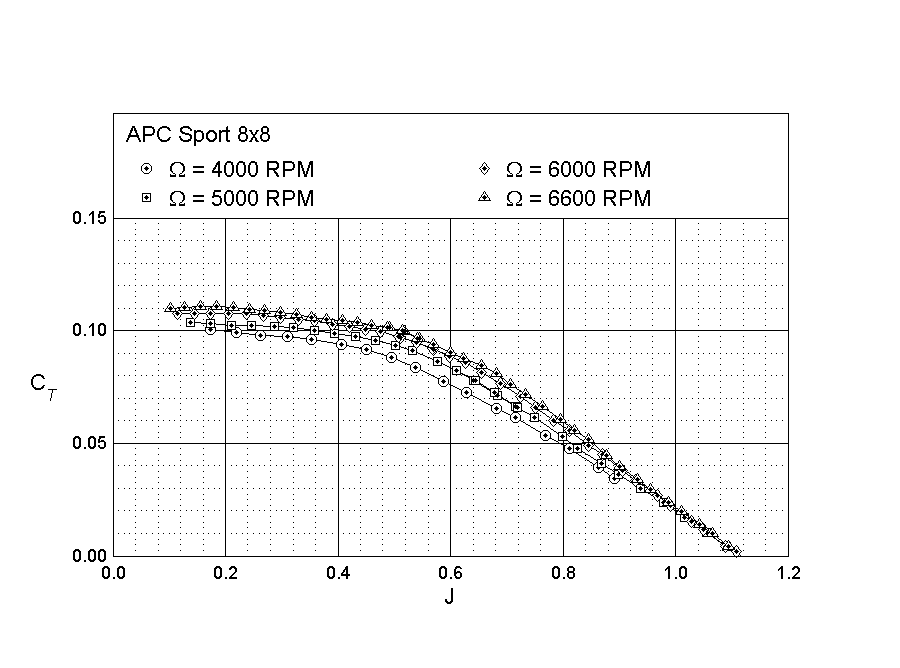 APC Sport 8x8
Ω = 4000 RPM
Ω = 6000 RPM
Ω = 5000 RPM
Ω = 6600 RPM
0.15
0.10
C_T
0.05
0.00
0.0 0.2 0.4 0.6 0.8 1.0 1.2
J